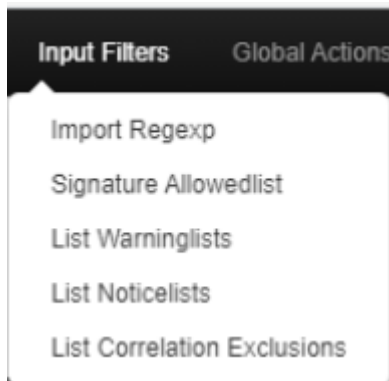 Input Filters Global Actions
Import Regexp
Signature Allowedlist
List Warninglists
List Noticelists
List Correlation Exclusions